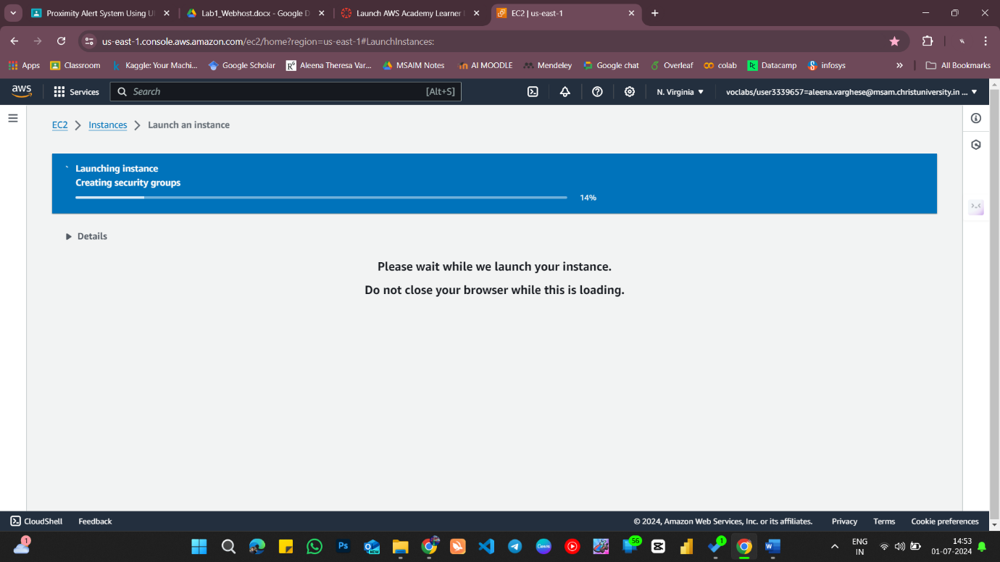 Proximity Alert System Using Ul
Lab1_Webhost.docx - Google D
Launch AWS Academy Learner
EC2 | us-east-1
us-east-1.console.aws.amazon.com/ec2/home?region=us-east-1#LaunchInstances:
Apps Classroom Kaggle: Your Machi... Google Scholar Aleena Theresa Var... MSAIM Notes AI MOODLE Mendeley Google chat Overleaf colab Datacamp infosys » All Bookmarks
aws Services Search [Alt+S] N. Virginia voclabs/user3339657=aleena.varghese@msam.christuniversity.in ...
EC2 Instances Launch an instance
Launching instance
Creating security groups
14%
Details
Please wait while we launch your instance.
Do not close your browser while this is loading.
CloudShell Feedback © 2024, Amazon Web Services, Inc. or its affiliates. Privacy Terms Cookie preferences
1 Ps NEW Canva 56 1 W ENG 14:53
IN 01-07-2024